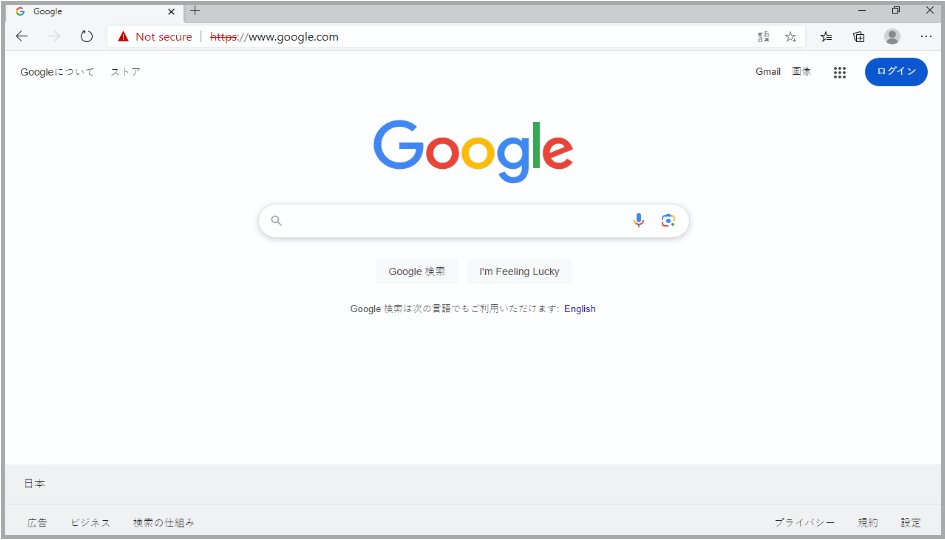 Google
Not secure | https://www.google.com
Googleについて ストア Gmail 画像 ログイン
Google
Google 検索 I'm Feeling Lucky
Google 検索は次の言語でもご利用いただけます: English
日本
広告 ビジネス 検索の仕組み プライバシー 規約 設定